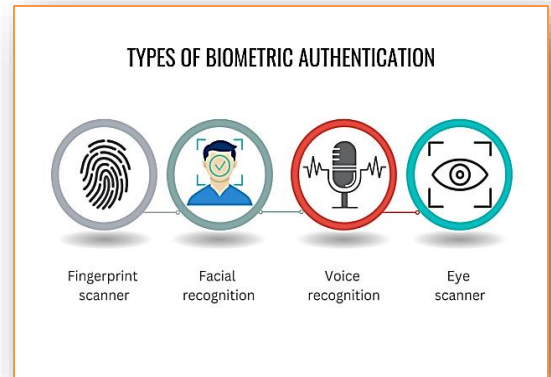 TYPES OF BIOMETRIC AUTHENTICATION
Fingerprint
scanner
Facial
recognition
Voice
recognition
Eye
scanner